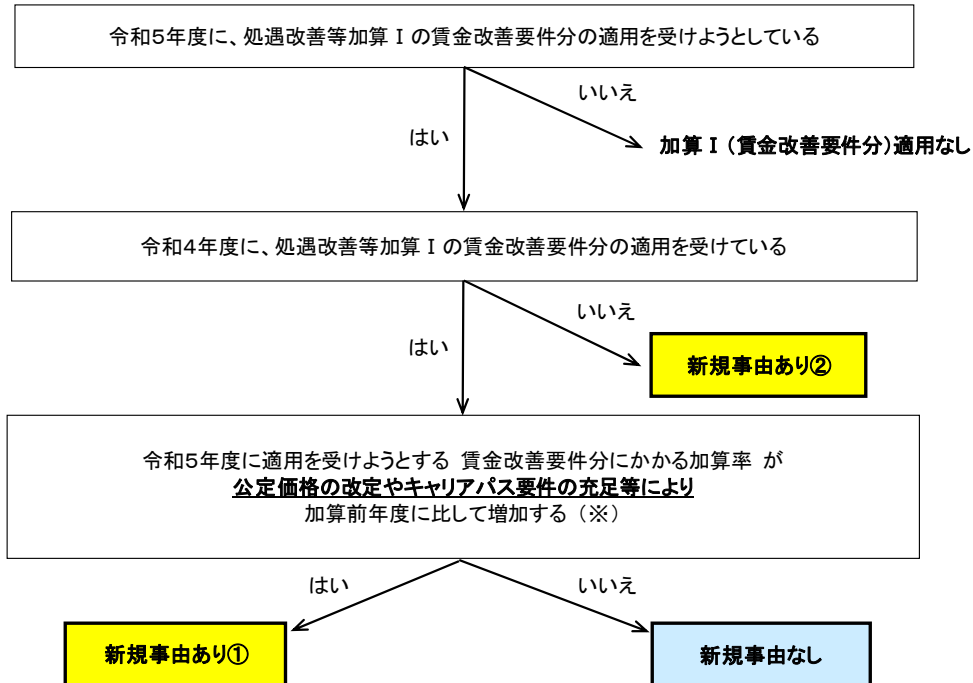 令和5年度に、処遇改善等加算Ⅰの賃金改善要件分の適用を受けようとしている
いいえ
はい
加算Ⅰ（賃金改善要件分）適用なし
令和4年度に、処遇改善等加算Ⅰの賃金改善要件分の適用を受けている
いいえ
はい
新規事由あり②
令和5年度に適用を受けようとする 賃金改善要件分にかかる加算率 が
公定価格の改定やキャリアパス要件の充足等により
加算前年度に比して増加する（※）
はい
いいえ
新規事由あり①
新規事由なし